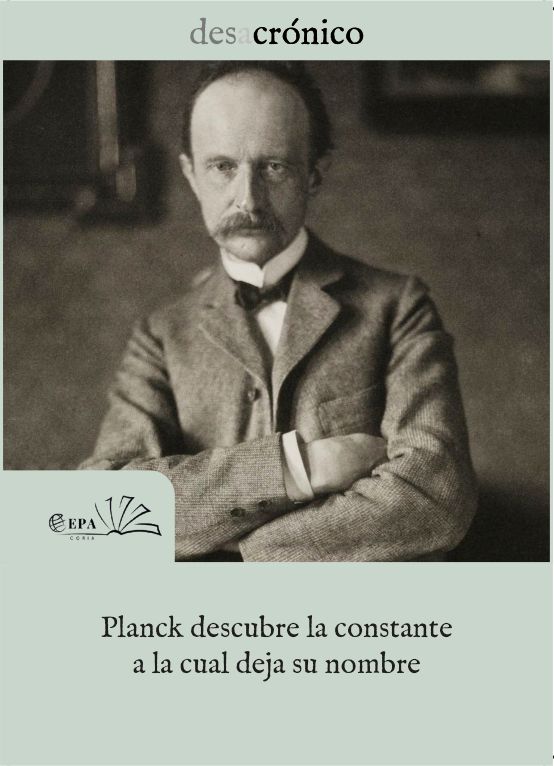 desacrónico
EPA
CORIA
Planck descubre la constante
a la cual deja su nombre